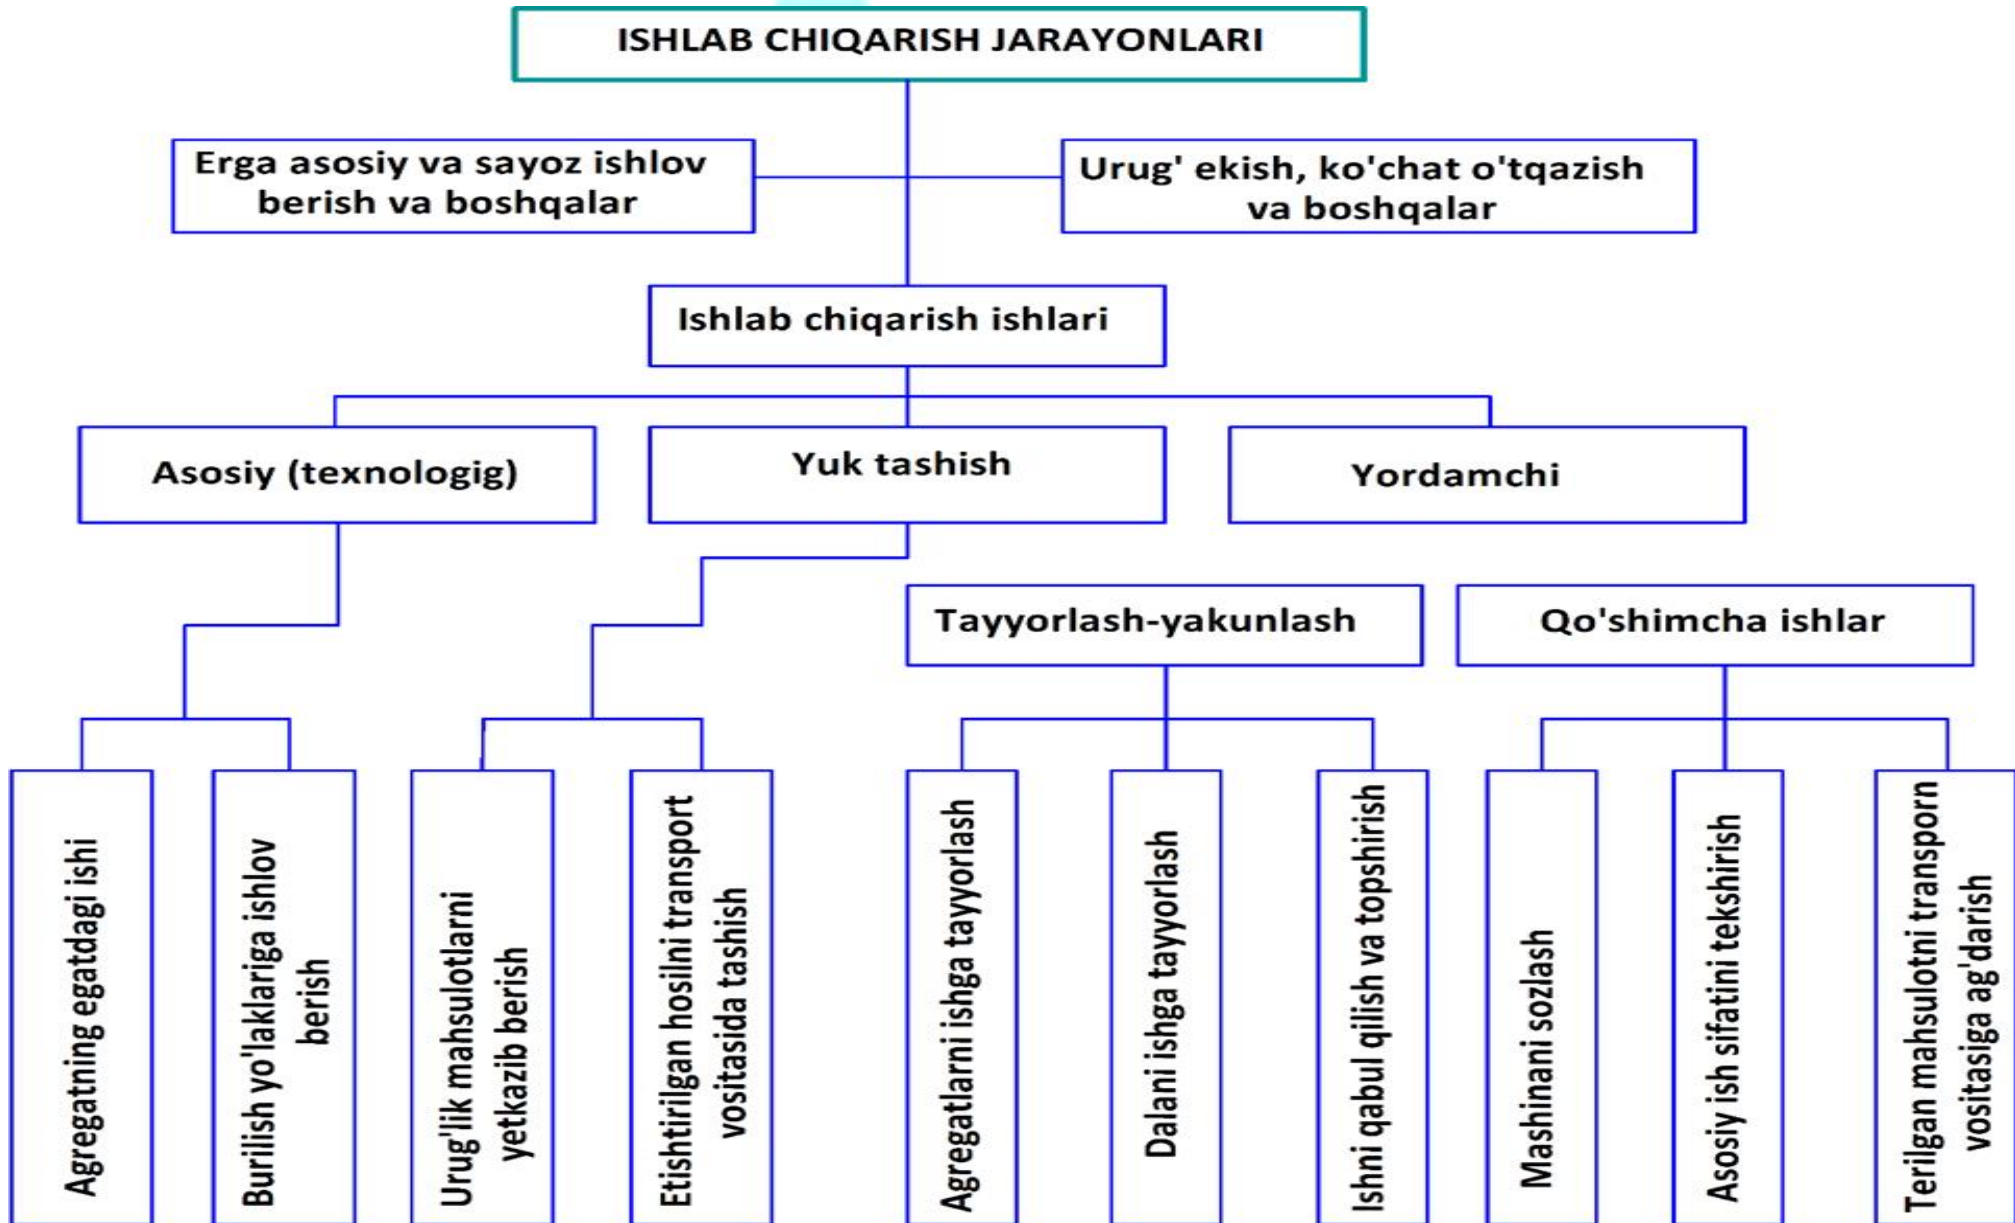 ISHLAB CHIQARISH JARAYONLARI
Erga asosiy va sayoz ishlov
berish va boshqalar
Urug' ekish, ko'chat o'tqazish
va boshqalar
Ishlab chiqarish ishlari
Asosiy (texnologig)
Yuk tashish
Yordamchi
Tayyorlash-yakunlash
Qo'shimcha ishlar
Agregatning egatdagi ishi
Burilish yo'laklariga ishlov
berish
Urug'lik mahsulotlarni
yetkazib berish
Etishtirilgan hosilni transport
vositasida tashish
Agregatlarni ishga tayyorlash
Dalani ishga tayyorlash
Ishni qabul qilish va topshirish
Mashinani sozlash
Asosiy ish sifatini tekshirish
Terilgan mahsulotni transporn
vositasiga ag'darish